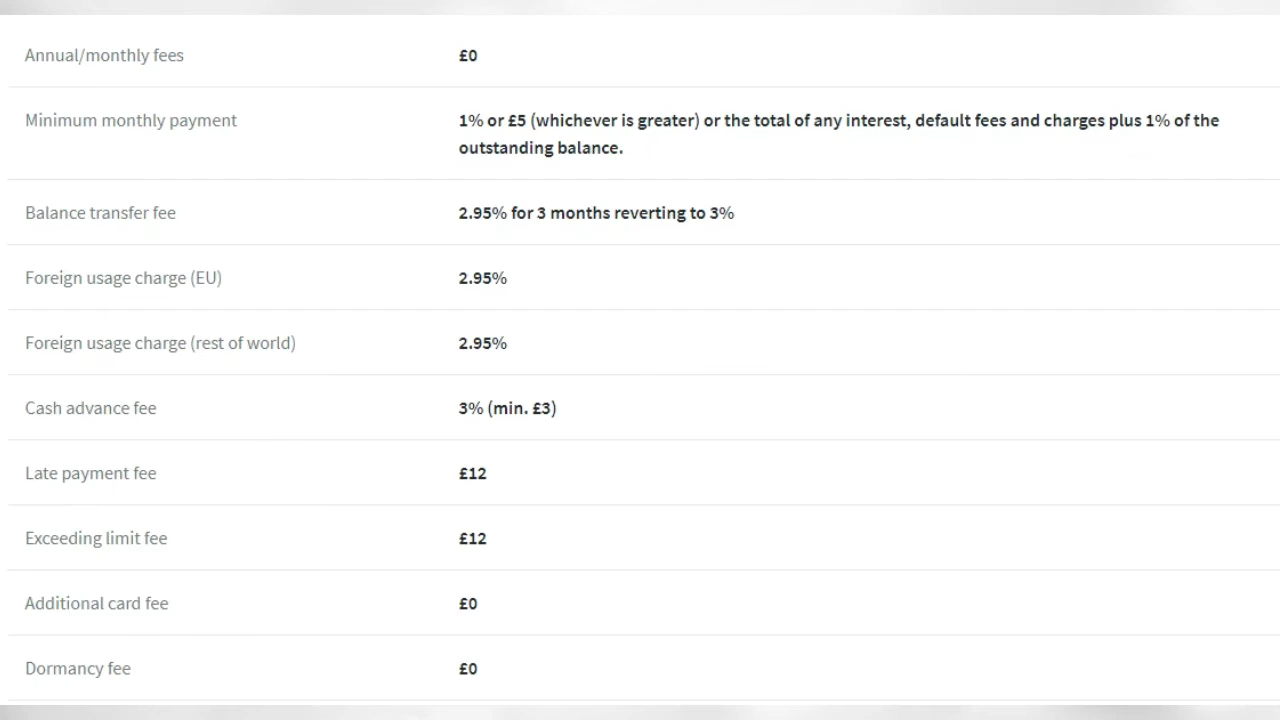 Annual/monthly fees £0
Minimum monthly payment 1% or £5 (whichever is greater) or the total of any interest, default fees and charges plus 1% of the
outstanding balance.
Balance transfer fee 2.95% for 3 months reverting to 3%
Foreign usage charge (EU) 2.95%
Foreign usage charge (rest of world) 2.95%
Cash advance fee 3% (min. £3)
Late payment fee £12
Exceeding limit fee £12
Additional card fee £0
Dormancy fee £0